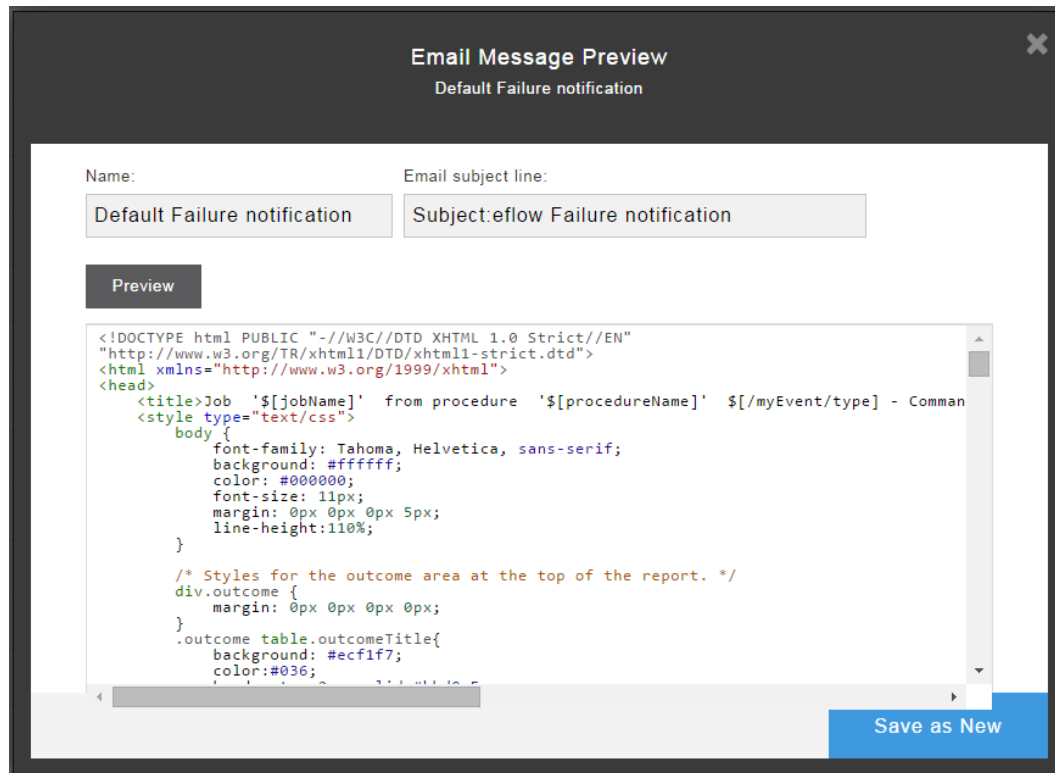 Email Message Preview
Default Failure notification
Name:
Email subject line:
Default Failure notification
Subject:eflow Failure notification
Preview
<!DOCTYPE html PUBLIC "-//W3C//DTD XHTML 1.0 Strict//EN"
"http://www.w3.org/TR/xhtml1/DTD/xhtml1-strict.dtd">
<html xmlns="http://www.w3.org/1999/xhtml">
<head>
<title>Job '$[jobName]' from procedure '$[procedureName]' $[/myEvent/type] - Comman
<style type="text/css">
body {
font-family: Tahoma, Helvetica, sans-serif;
background: #ffffff;
color: #000000;
font-size: 11px;
margin: 0px 0px 0px 5px;
line-height:110%;
}
/* Styles for the outcome area at the top of the report. */
div.outcome {
margin: 0px 0px 0px 0px;
}
.outcome table.outcomeTitle{
background: #ecf1f7;
color:#036;
Save as New